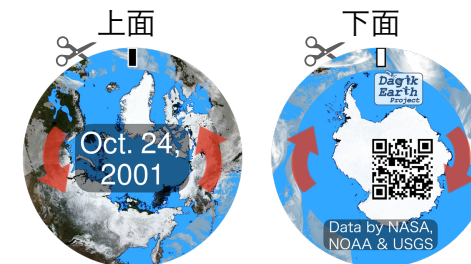 上面
下面
Oct. 24,
2001
Dagik
Earth
Project
Data by NASA,
NOAA & USGS